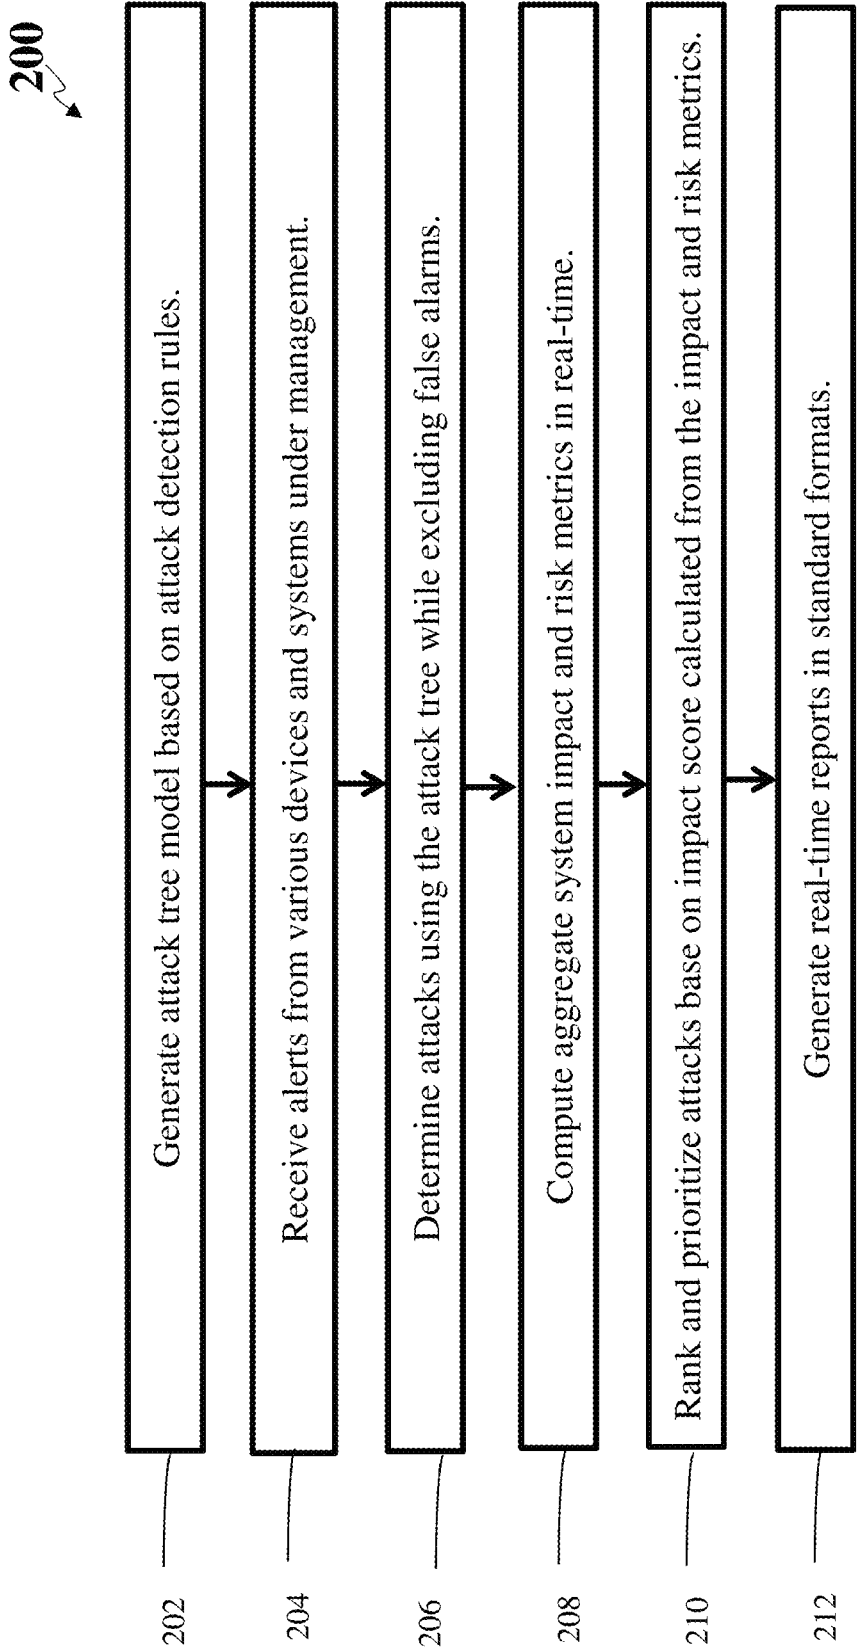 200
202
Generate attack tree model based on attack detection rules.
204
Receive alerts from various devices and systems under management.
206
Determine attacks using the attack tree while excluding false alarms.
208
Compute aggregate system impact and risk metrics in real-time.
210
Rank and prioritize attacks base on impact score calculated from the impact and risk metrics.
212
Generate real-time reports in standard formats.